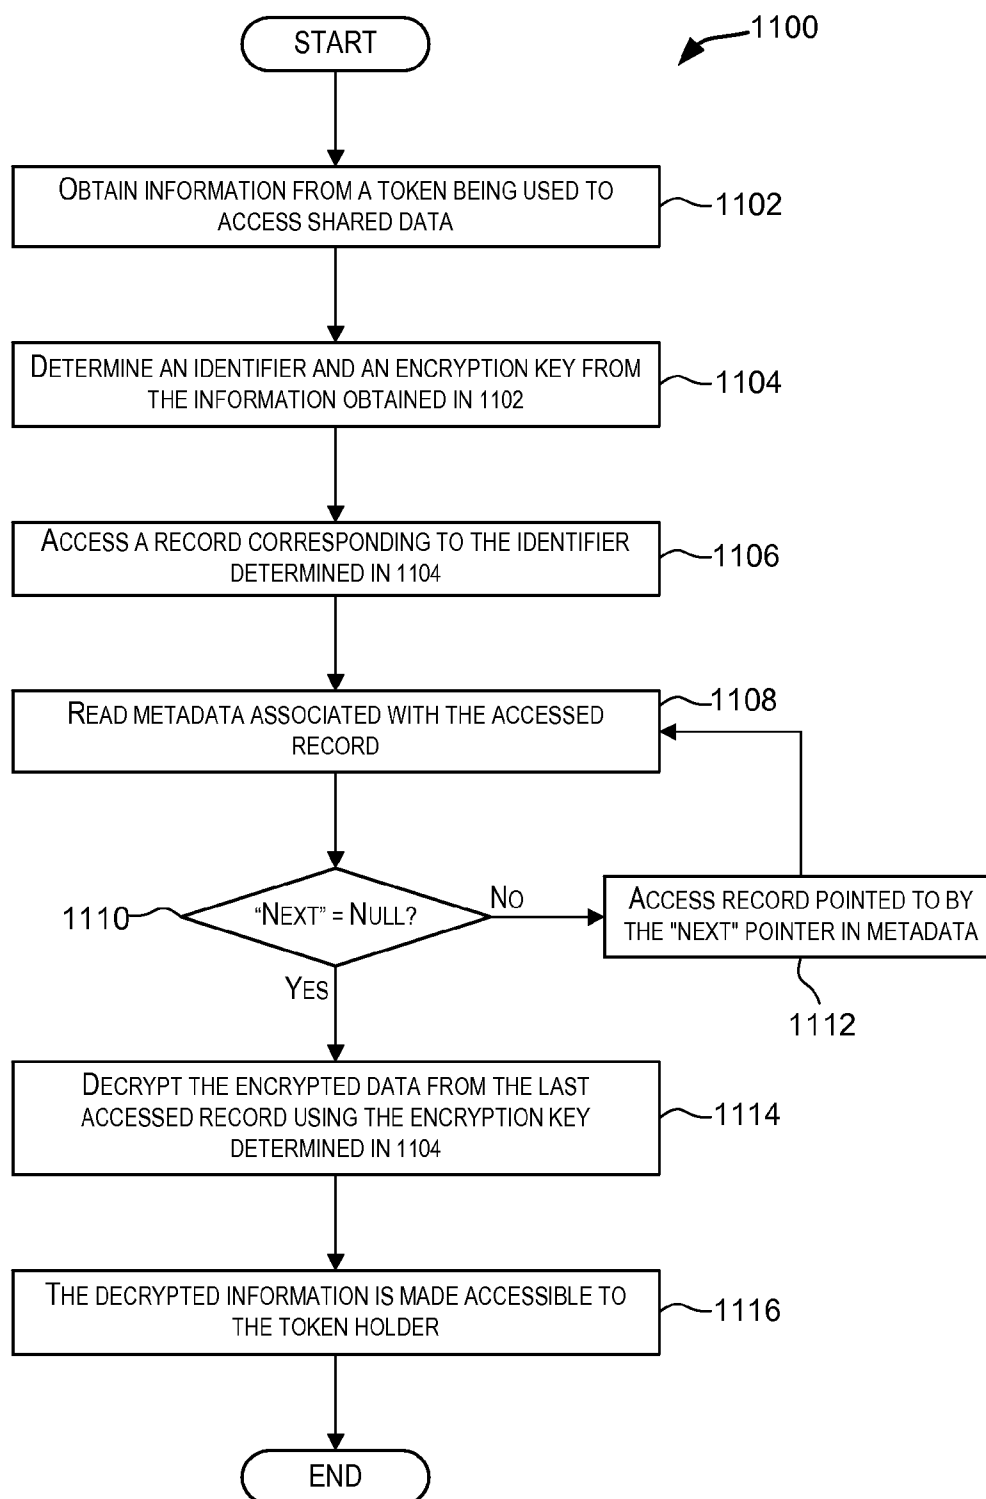 START
1100
OBTAIN INFORMATION FROM A TOKEN BEING USED TO
ACCESS SHARED DATA
1102
DETERMINE AN IDENTIFIER AND AN ENCRYPTION KEY FROM
THE INFORMATION OBTAINED IN 1102
1104
ACCESS A RECORD CORRESPONDING TO THE IDENTIFIER
DETERMINED IN 1104
1106
READ METADATA ASSOCIATED WITH THE ACCESSED
RECORD
1108
1110
“NEXT” = NULL?
NO
ACCESS RECORD POINTED TO BY
THE "NEXT" POINTER IN METADATA
1112
YES
DECRYPT THE ENCRYPTED DATA FROM THE LAST
ACCESSED RECORD USING THE ENCRYPTION KEY
DETERMINED IN 1104
1114
THE DECRYPTED INFORMATION IS MADE ACCESSIBLE TO
THE TOKEN HOLDER
1116
END